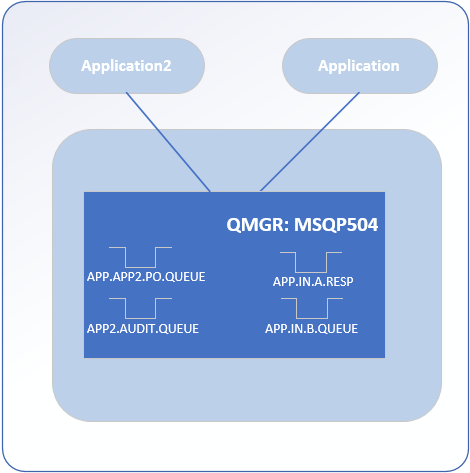 Application2
Application
QMGR: MSQP504
APP.APP2.PO.QUEUE
APP.IN.A.RESP
APP2.AUDIT.QUEUE
APP.IN.B.QUEUE